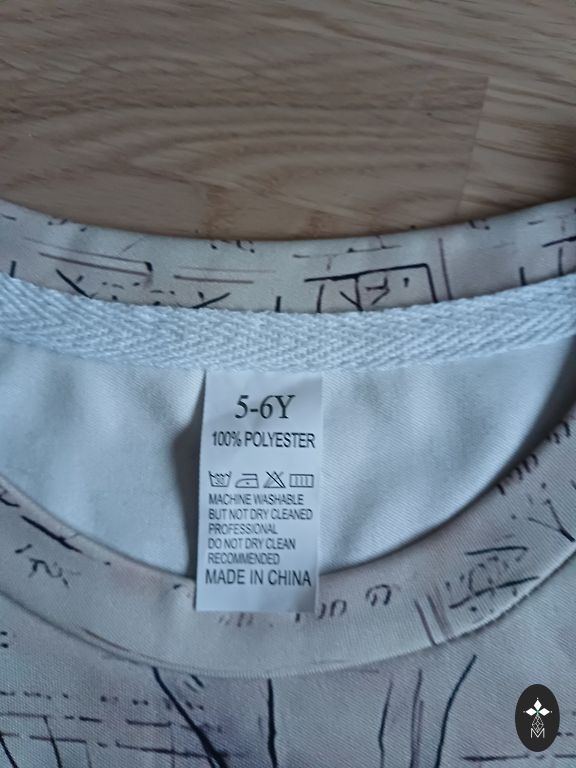 5-6Y
100% POLYESTER
MACHINE WASHABLE
BUT NOT DRY CLEANED
PROFESSIONAL
DO NOT DRY CLEAN
RECOMMENDED
MADE IN CHINA
M